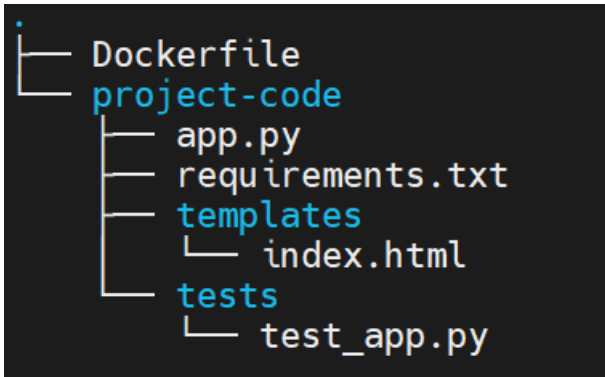 .
├── Dockerfile
└── project-code
    ├── app.py
    ├── requirements.txt
    ├── templates
    │   └── index.html
    └── tests
        └── test_app.py